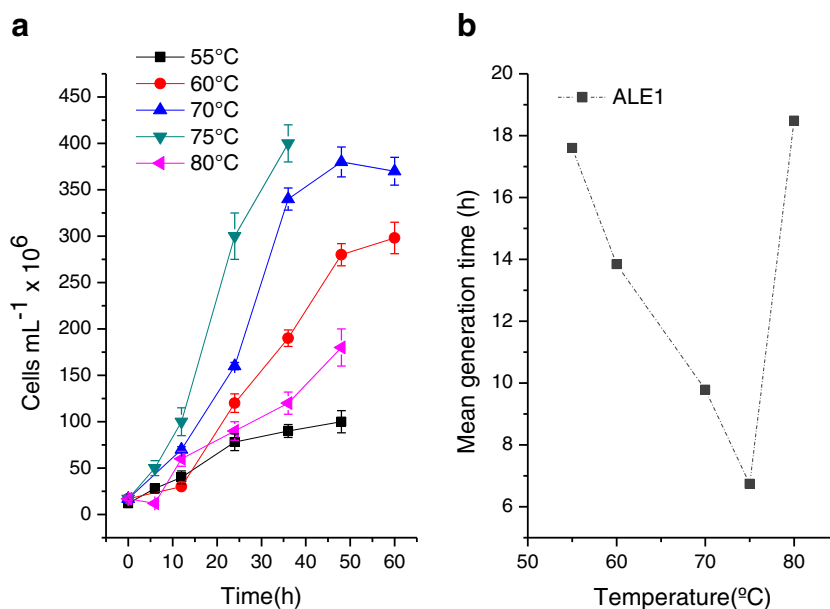 a
55°C
60°C
70°C
75°C
80°C
450
400
350
300
250
200
150
100
50
0
Cells mL⁻¹ x 10⁶
0 10 20 30 40 50 60
Time(h)
b
ALE1
20
18
16
14
12
10
8
6
Mean generation time (h)
50 60 70 80
Temperature(ºC)